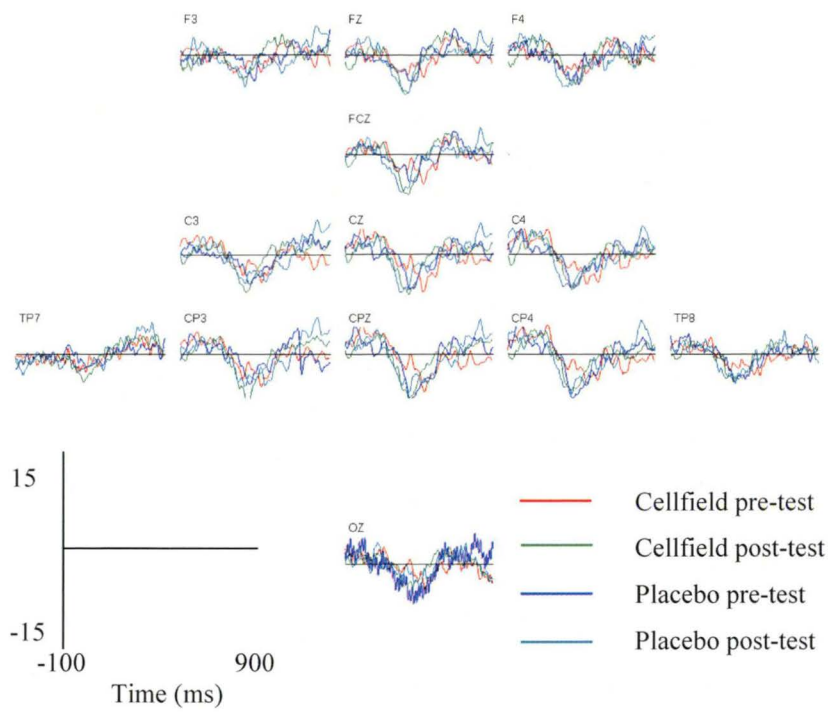 F3 FZ F4
FCZ
C3 CZ C4
TP7 CP3 CPZ CP4 TP8
15
-15
-100 900
Time (ms)
OZ
Cellfield pre-test
Cellfield post-test
Placebo pre-test
Placebo post-test